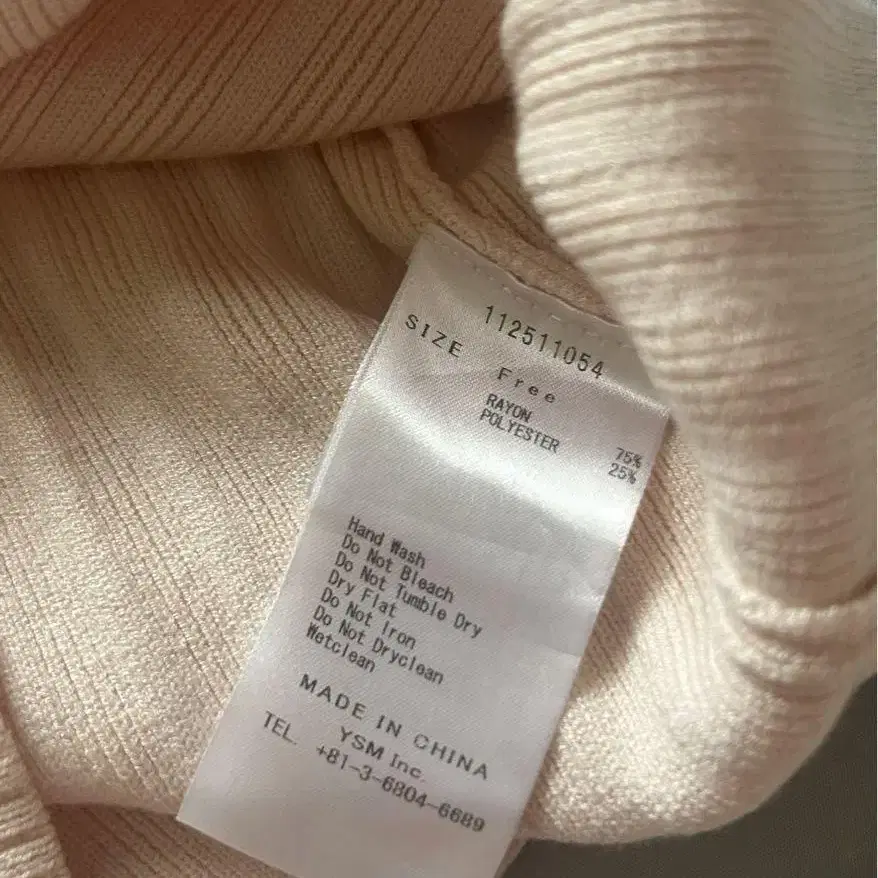 112511054
SIZE
Free
RAYON 75%
POLYESTER 25%
Hand Wash
Do Not Bleach
Do Not Tumble Dry
Dry Flat
Do Not Iron
Do Not Dryclean
Wetclean
MADE IN CHINA
YSM Inc.
TEL. +81-3-6804-6689